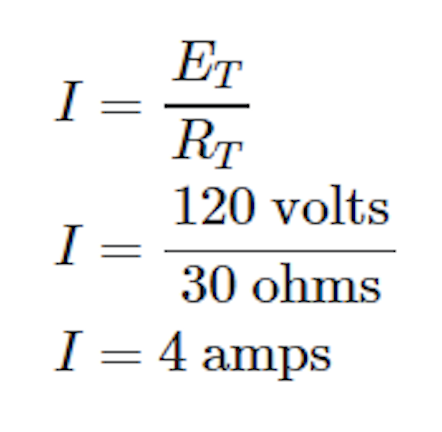 I = E_T / R_T
I = 120 volts / 30 ohms
I = 4 amps